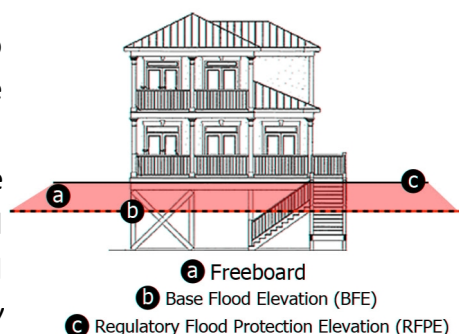 a
c
b
a Freeboard
b Base Flood Elevation (BFE)
c Regulatory Flood Protection Elevation (RFPE)